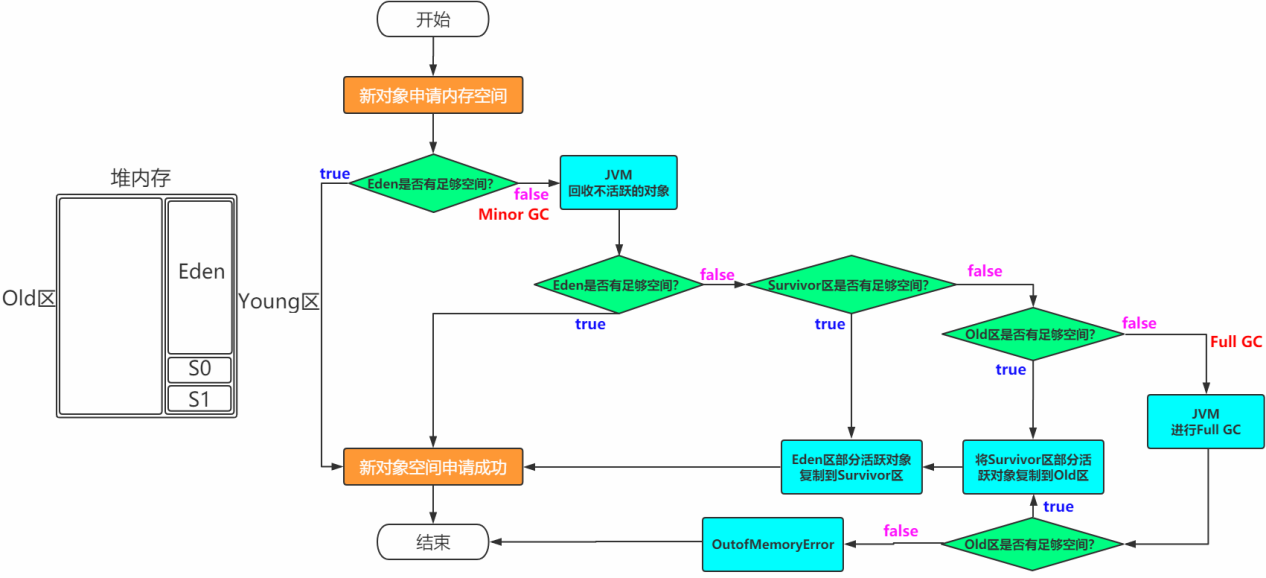 开始
新对象申请内存空间
true
Eden是否有足够空间?
false
Minor GC
JVM
回收不活跃的对象
堆内存
Old区
Eden
S0
S1
Young区
Eden是否有足够空间?
false
true
Survivor区是否有足够空间?
false
true
Old区是否有足够空间?
false
true
Full GC
JVM
进行Full GC
新对象空间申请成功
Eden区部分活跃对象
复制到Survivor区
将Survivor区部分活
跃对象复制到Old区
true
结束
OutofMemoryError
false
Old区是否有足够空间?